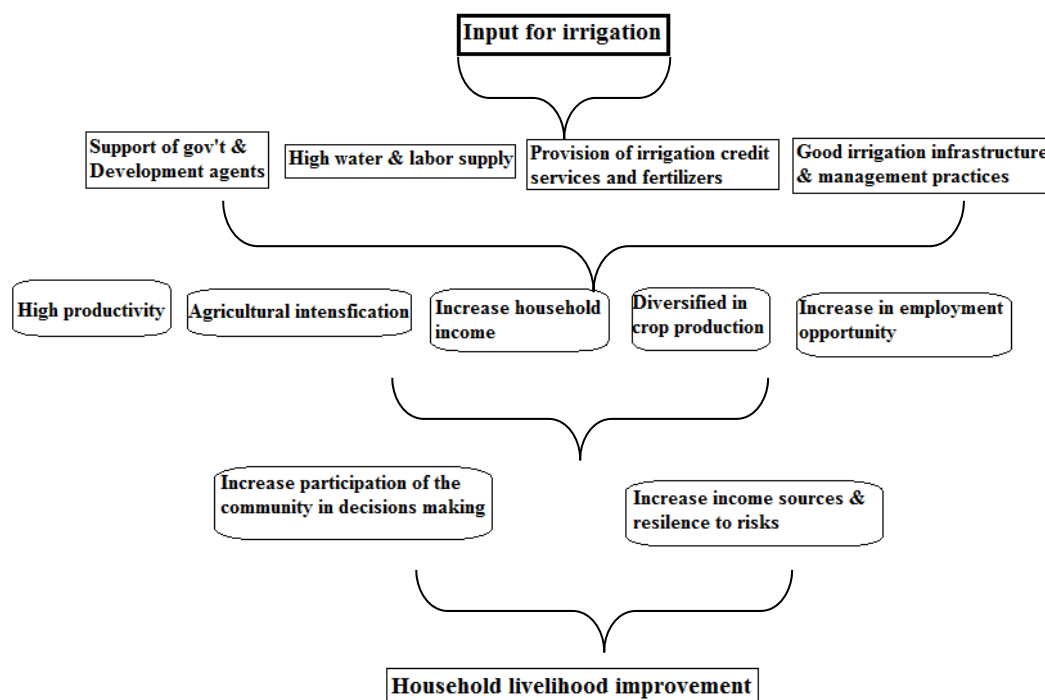 Input for irrigation
Support of gov't &
Development agents
High water & labor supply
Provision of irrigation credit
services and fertilizers
Good irrigation infrastructure
& management practices
High productivity
Agricultural intensfication
Increase household
income
Diversified in
crop production
Increase in employment
opportunity
Increase participation of the
community in decisions making
Increase income sources &
resilence to risks
Household livelihood improvement